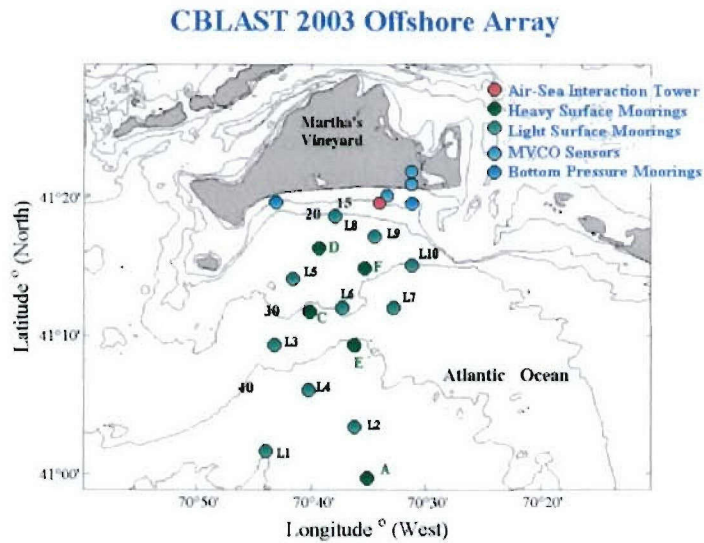 CBLAST 2003 Offshore Array
Air-Sea Interaction Tower
Heavy Surface Moorings
Light Surface Moorings
MVCO Sensors
Bottom Pressure Moorings
Martha's
Vineyard
41°20'
15
20
L8
L9
D
L10
F
L5
L6
L7
30
C
41°10'
L3
E
Atlantic Ocean
40
L4
L2
L1
A
41°00'
70°50'
70°40'
70°30'
70°20'
Latitude ° (North)
Longitude ° (West)